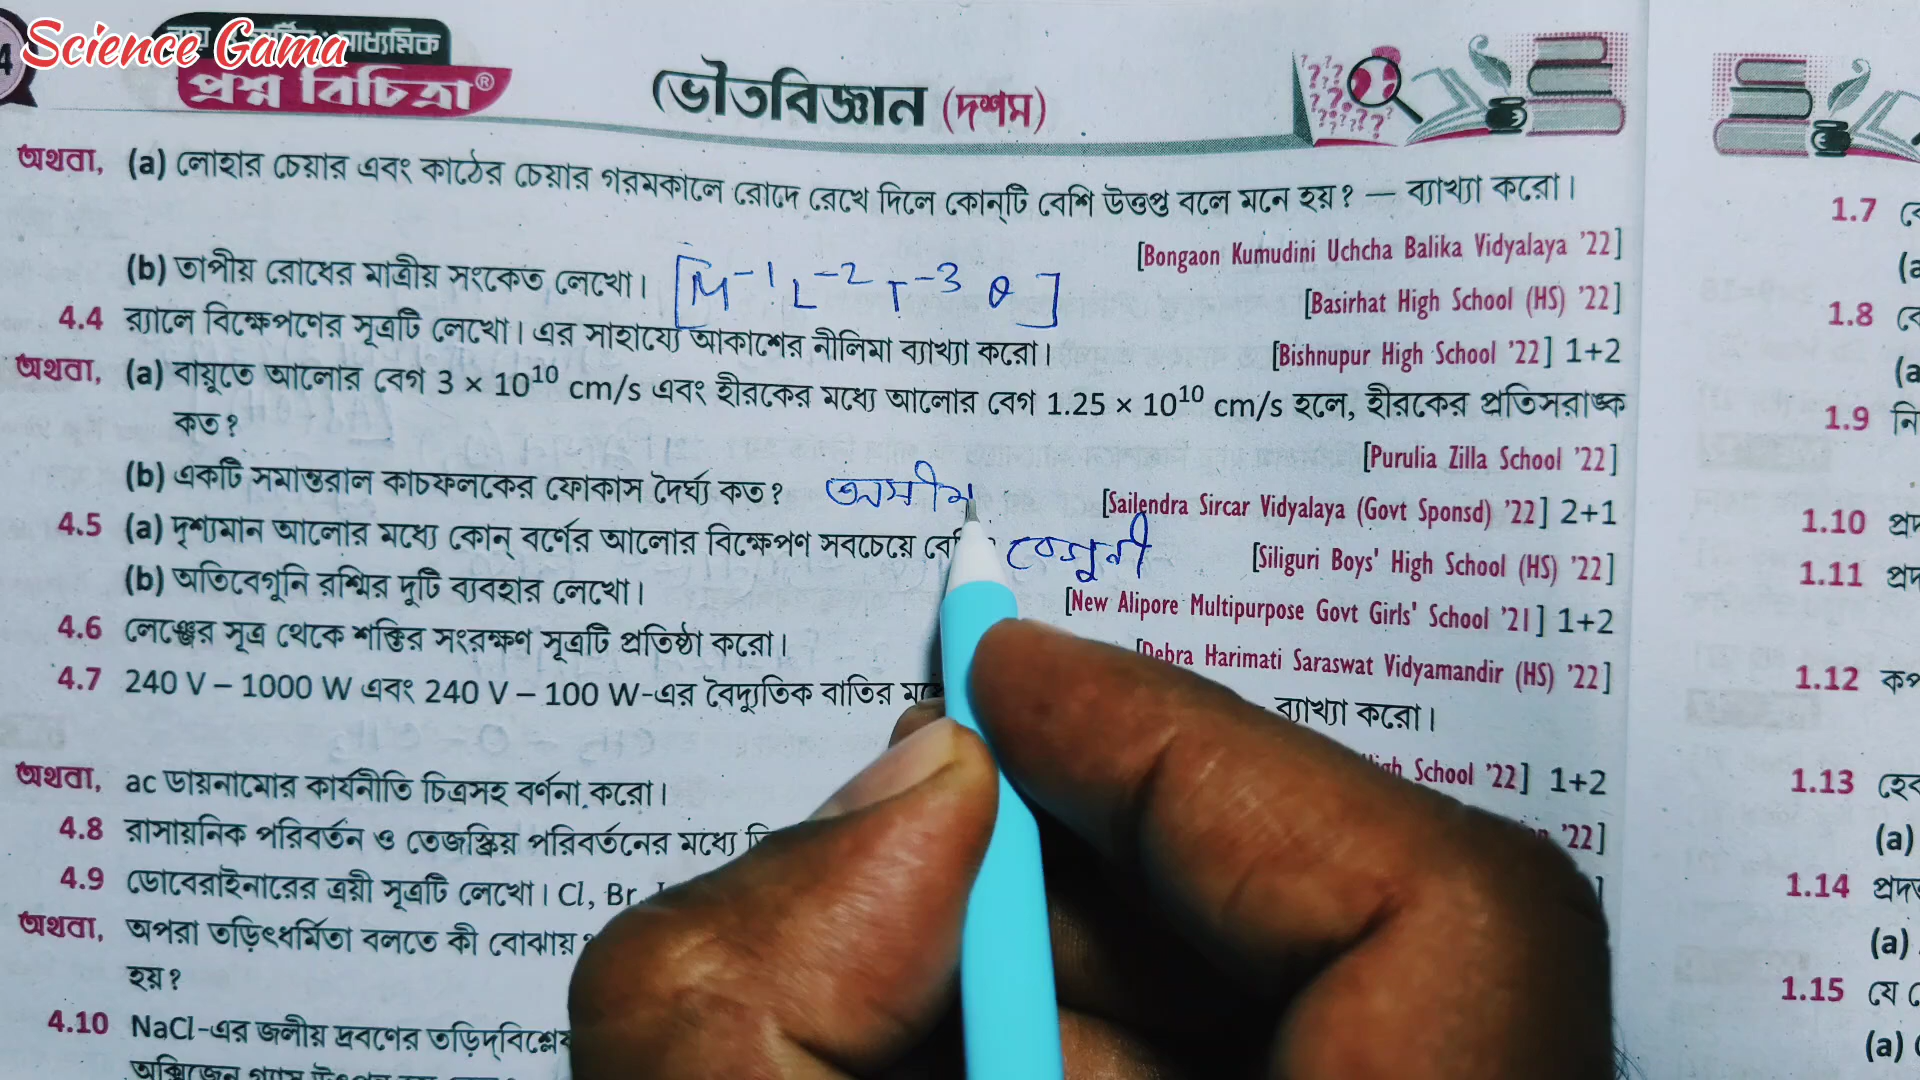 Science Gama
মাধ্যমিক
প্রশ্ন বিচিত্রা®
ভৌতবিজ্ঞান (দশম)
অথবা, (a) লোহার চেয়ার এবং কাঠের চেয়ার গরমকালে রোদে রেখে দিলে কোন্‌টি বেশি উত্তপ্ত বলে মনে হয়? — ব্যাখ্যা করো।
[Bongaon Kumudini Uchcha Balika Vidyalaya '22]
(b) তাপীয় রোধের মাত্রীয় সংকেত লেখো। [M⁻¹ L⁻² T⁻³ θ]
[Basirhat High School (HS) '22]
4.4 র‍্যালে বিক্ষেপণের সূত্রটি লেখো। এর সাহায্যে আকাশের নীলিমা ব্যাখ্যা করো।
[Bishnupur High School '22] 1+2
অথবা, (a) বায়ুতে আলোর বেগ 3 × 10¹⁰ cm/s এবং হীরকের মধ্যে আলোর বেগ 1.25 × 10¹⁰ cm/s হলে, হীরকের প্রতিসরাঙ্ক
কত?
[Purulia Zilla School '22]
(b) একটি সমান্তরাল কাচফলকের ফোকাস দৈর্ঘ্য কত? অসীম
[Sailendra Sircar Vidyalaya (Govt Sponsd) '22] 2+1
4.5 (a) দৃশ্যমান আলোর মধ্যে কোন্ বর্ণের আলোর বিক্ষেপণ সবচেয়ে বেগুনী
[Siliguri Boys' High School (HS) '22]
(b) অতিবেগুনি রশ্মির দুটি ব্যবহার লেখো।
[New Alipore Multipurpose Govt Girls' School '21] 1+2
4.6 লেঞ্জের সূত্র থেকে শক্তির সংরক্ষণ সূত্রটি প্রতিষ্ঠা করো।
[Debra Harimati Saraswat Vidyamandir (HS) '22]
4.7 240 V – 1000 W এবং 240 V – 100 W-এর বৈদ্যুতিক বাতির ব্যাখ্যা করো।
School '22] 1+2
অথবা, ac ডায়নামোর কার্যনীতি চিত্রসহ বর্ণনা করো।
4.8 রাসায়নিক পরিবর্তন ও তেজস্ক্রিয় পরিবর্তনের মধ্যে
'22]
4.9 ডোবেরাইনারের ত্রয়ী সূত্রটি লেখো। Cl, Br,
অথবা, অপরা তড়িৎধর্মিতা বলতে কী বোঝায়
হয়?
4.10 NaCl-এর জলীয় দ্রবণের
1.7
(a)
1.8
1.9
1.10
1.11
1.12
1.13
(a)
1.14
(a)
1.15 যে
(a)